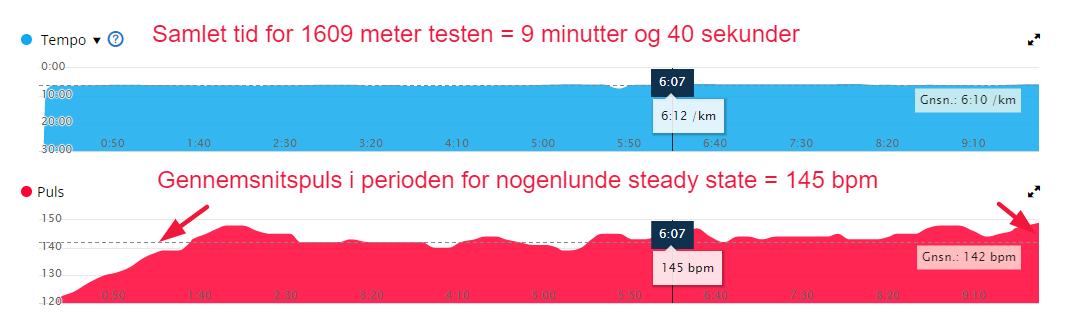 Samlet tid for 1609 meter testen = 9 minutter og 40 sekunder
Tempo ▼ ?
0:00
6:07
10:00
Gnsn.: 6:10 /km
6:12 /km
20:00
0:50 1:40 2:30 3:20 4:10 5:00 5:50 6:40 7:30 8:20 9:10
30:00
Gennemsnitspuls i perioden for nogenlunde steady state = 145 bpm
Puls
150
6:07
140
Gnsn.: 142 bpm
145 bpm
130
0:50 1:40 2:30 3:20 4:10 5:00 5:50 6:40 7:30 8:20 9:10
120